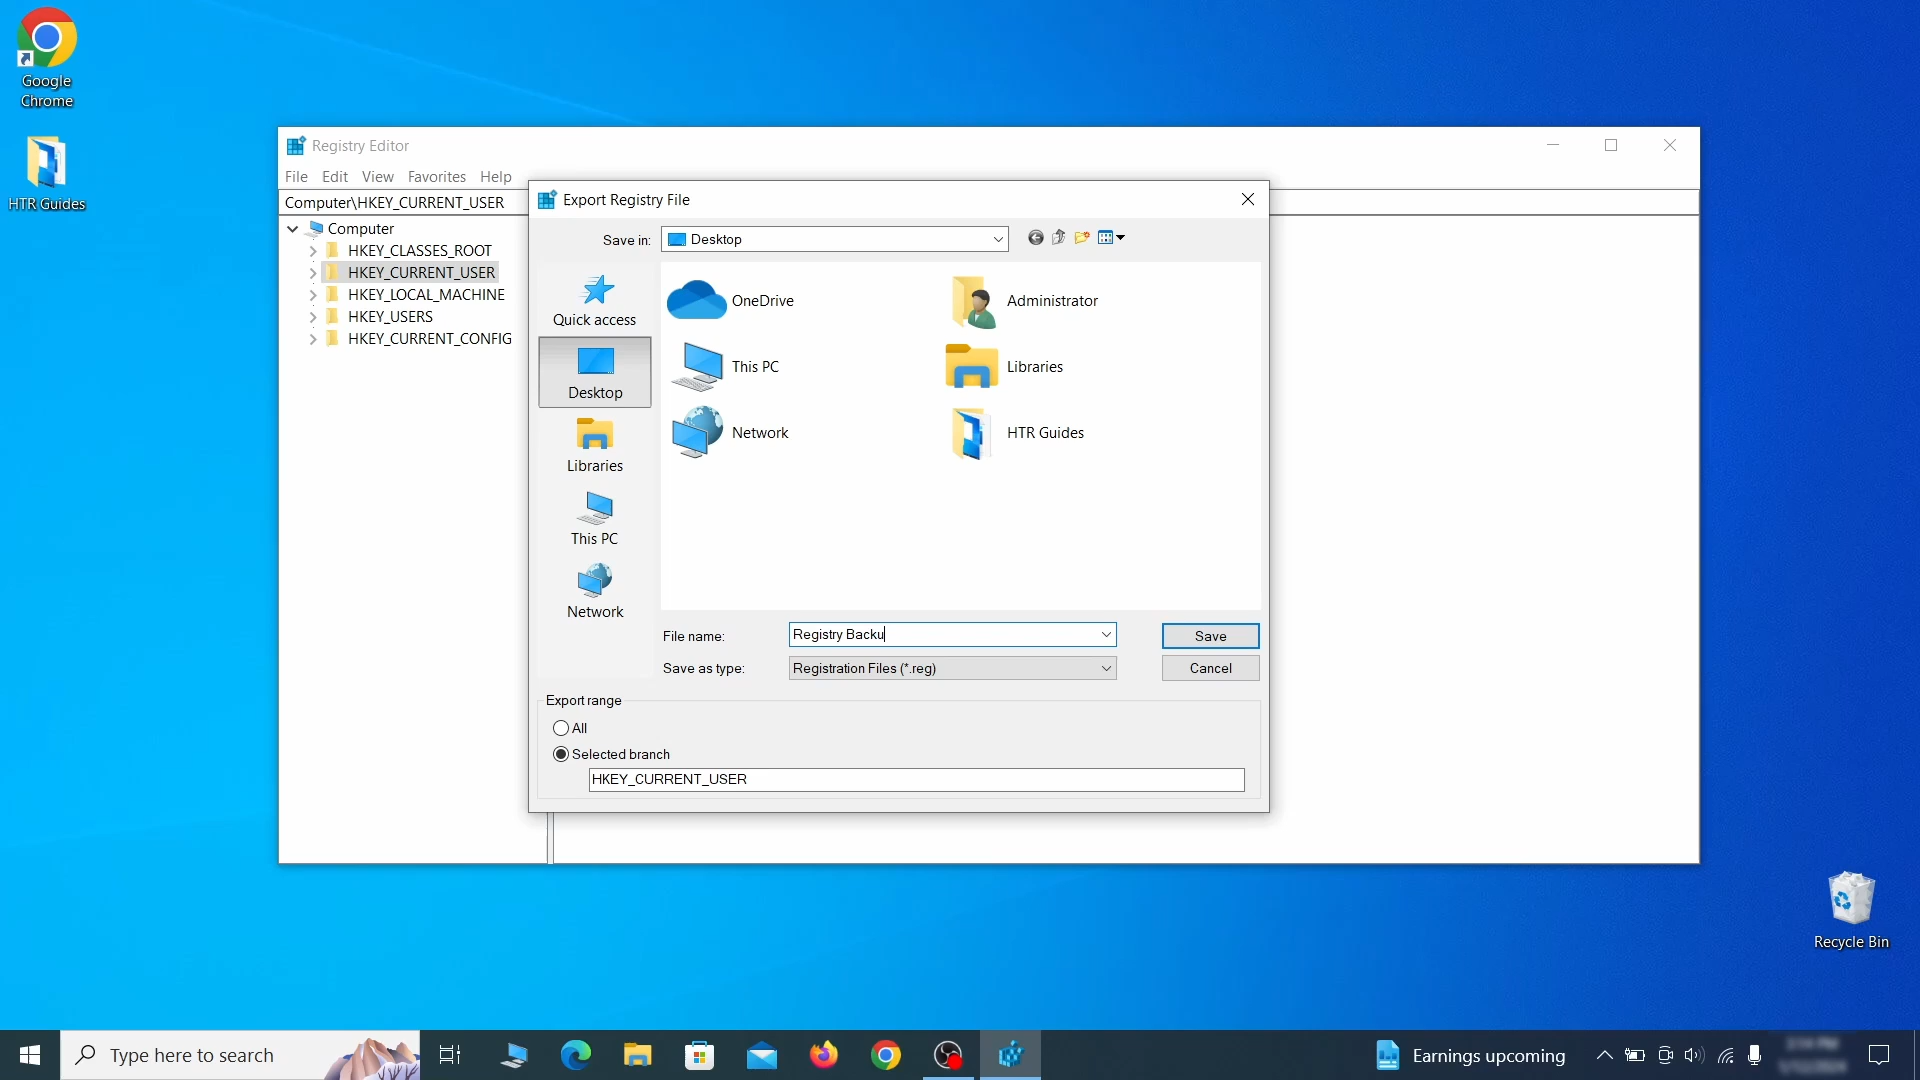 Google
Chrome
HTR Guides
Registry Editor
File Edit View Favorites Help
Computer\HKEY_CURRENT_USER
Computer
HKEY_CLASSES_ROOT
HKEY_CURRENT_USER
HKEY_LOCAL_MACHINE
HKEY_USERS
HKEY_CURRENT_CONFIG
Export Registry File
Save in:
Desktop
Quick access
Desktop
Libraries
This PC
Network
OneDrive
Administrator
This PC
Libraries
Network
HTR Guides
File name:
Registry Backu
Save
Save as type:
Registration Files (*.reg)
Cancel
Export range
All
Selected branch
HKEY_CURRENT_USER
Recycle Bin
Type here to search
Earnings upcoming